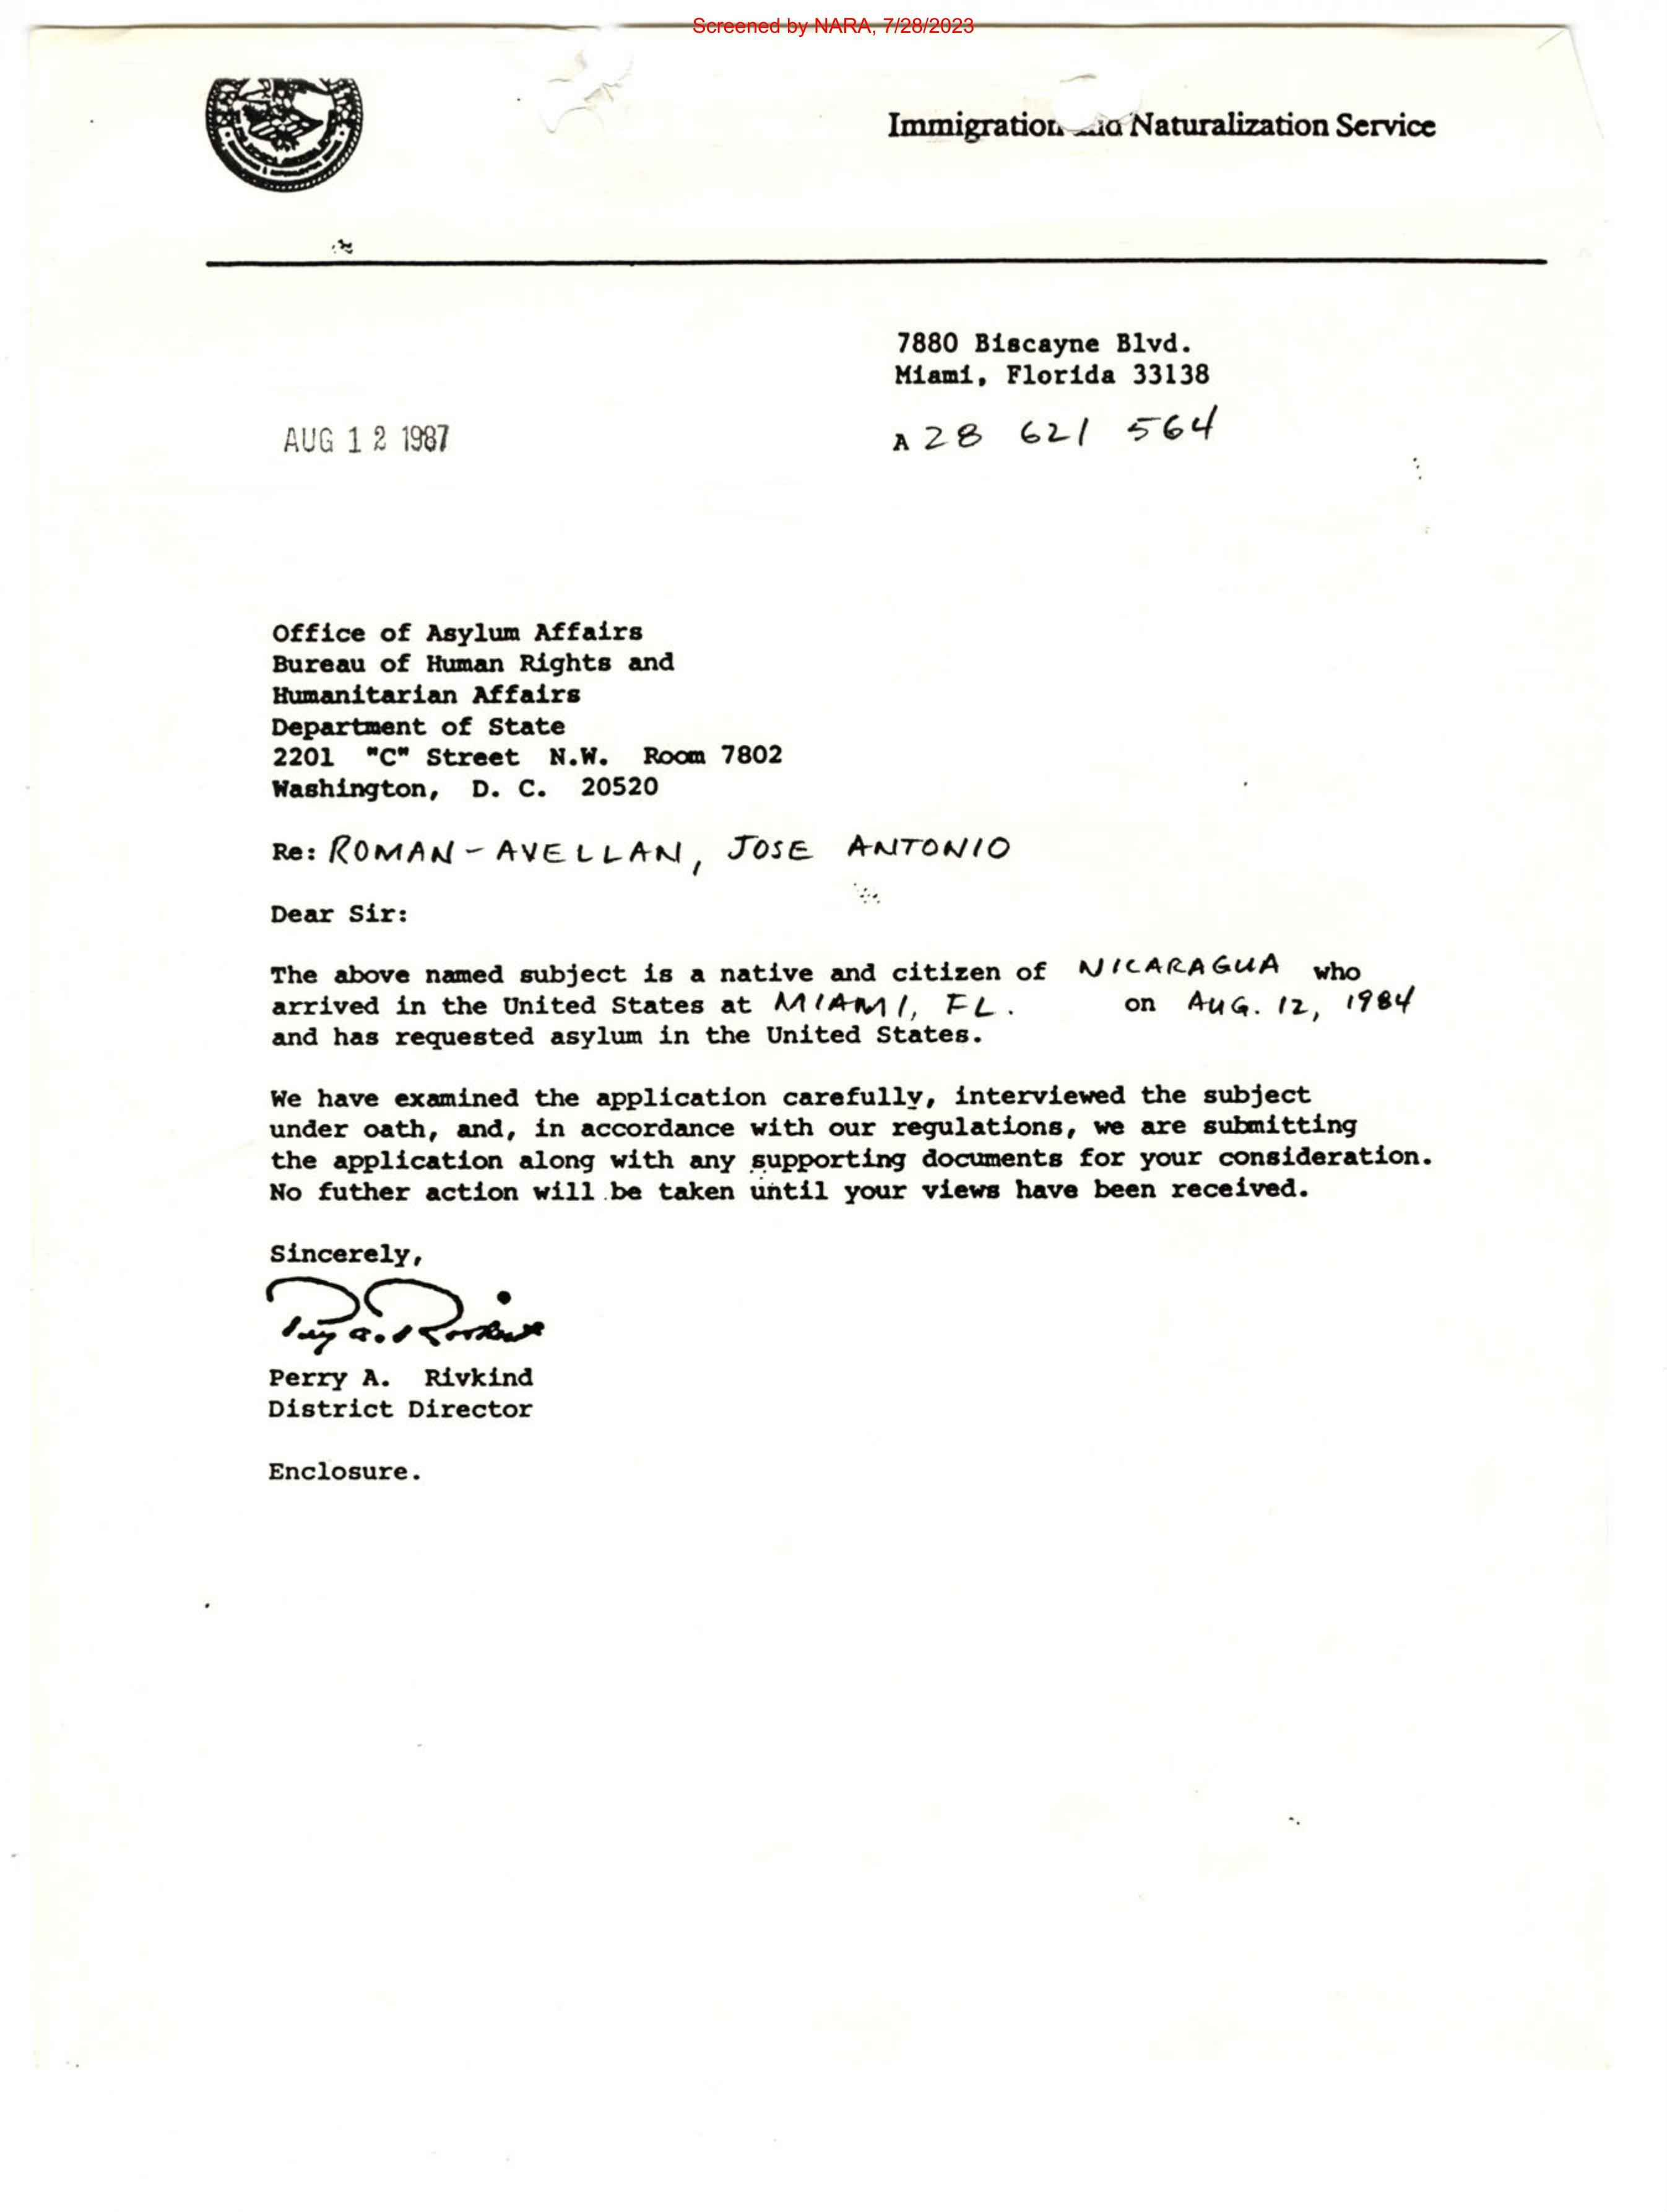 Screened by NARA, 7/28/2023
Immigration and Naturalization Service
7880 Biscayne Blvd.
Miami, Florida 33138
AUG 12 1987
A 28 621 564
Office of Asylum Affairs
Bureau of Human Rights and
Humanitarian Affairs
Department of State
2201 "C" Street N.W. Room 7802
Washington, D. C. 20520
Re: ROMAN-AVELLAN, JOSE ANTONIO
Dear Sir:
The above named subject is a native and citizen of NICARAGUA who
arrived in the United States at MIAMI, FL. on AUG. 12, 1984
and has requested asylum in the United States.
We have examined the application carefully, interviewed the subject
under oath, and, in accordance with our regulations, we are submitting
the application along with any supporting documents for your consideration.
No futher action will be taken until your views have been received.
Sincerely,
Perry A. Rivkind
Perry A. Rivkind
District Director
Enclosure.